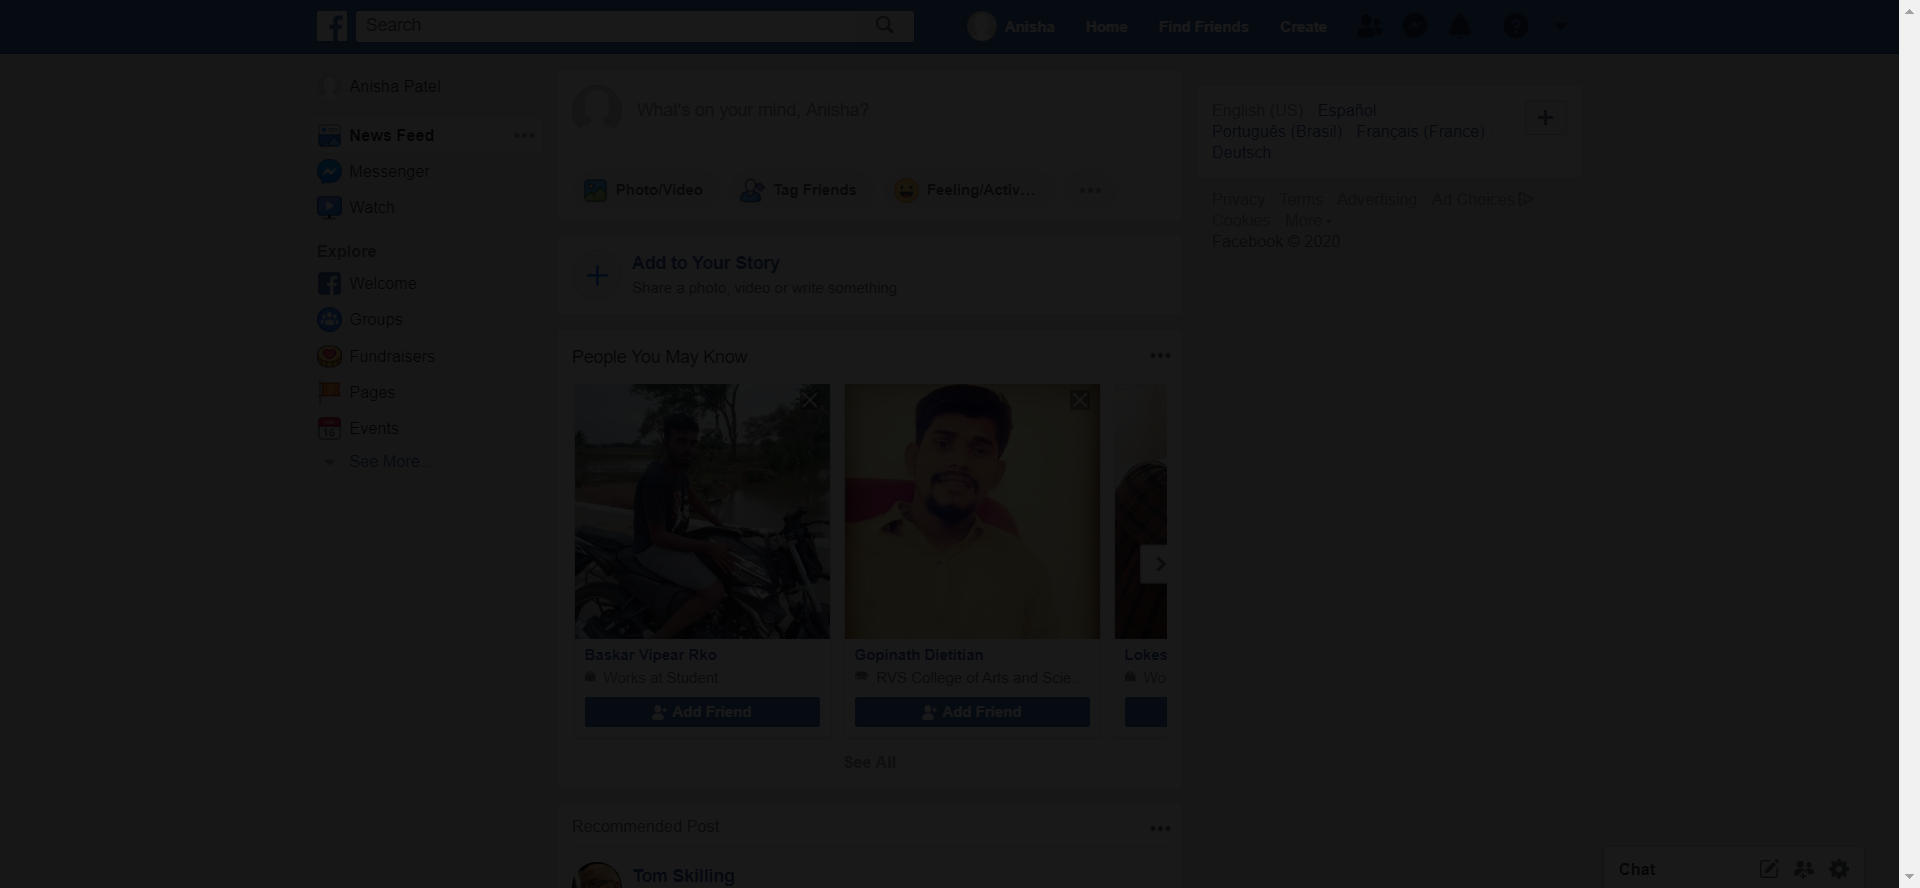 Search
Anisha
Home
Find Friends
Create
Anisha Patel
News Feed
Messenger
Watch
Explore
Welcome
Groups
Fundraisers
Pages
16
Events
See More...
What's on your mind, Anisha?
Photo/Video
Tag Friends
Feeling/Activ...
Add to Your Story
Share a photo, video or write something
People You May Know
Baskar Vipear Rko
Works at Student
Add Friend
Gopinath Dietitian
RVS College of Arts and Scie...
Add Friend
Lokes
Wo
See All
Recommended Post
Tom Skilling
English (US) Español
Português (Brasil) Français (France)
Deutsch
Privacy Terms Advertising Ad Choices
Cookies More
Facebook © 2020
Chat